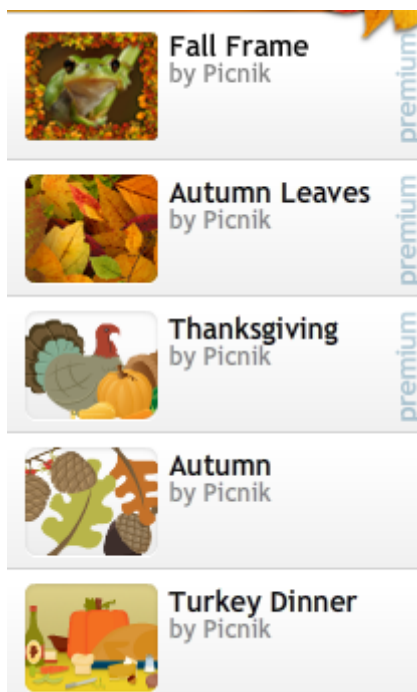 Fall Frame
by Picnik
premium
Autumn Leaves
by Picnik
premium
Thanksgiving
by Picnik
premium
Autumn
by Picnik
Turkey Dinner
by Picnik